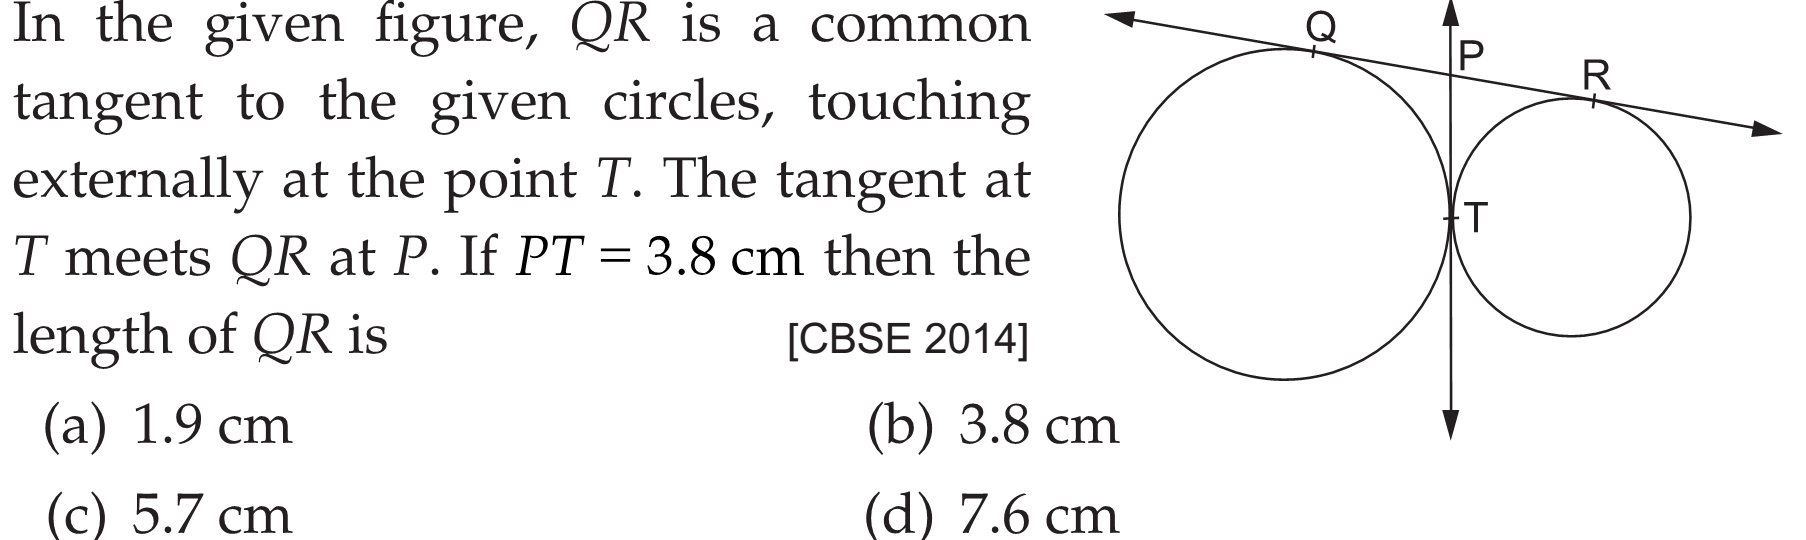 In the given figure, QR is a common
tangent to the given circles, touching
externally at the point T. The tangent at
T meets QR at P. If PT = 3.8 cm then the
length of QR is [CBSE 2014]
(a) 1.9 cm (b) 3.8 cm
(c) 5.7 cm (d) 7.6 cm
Q
P
R
T